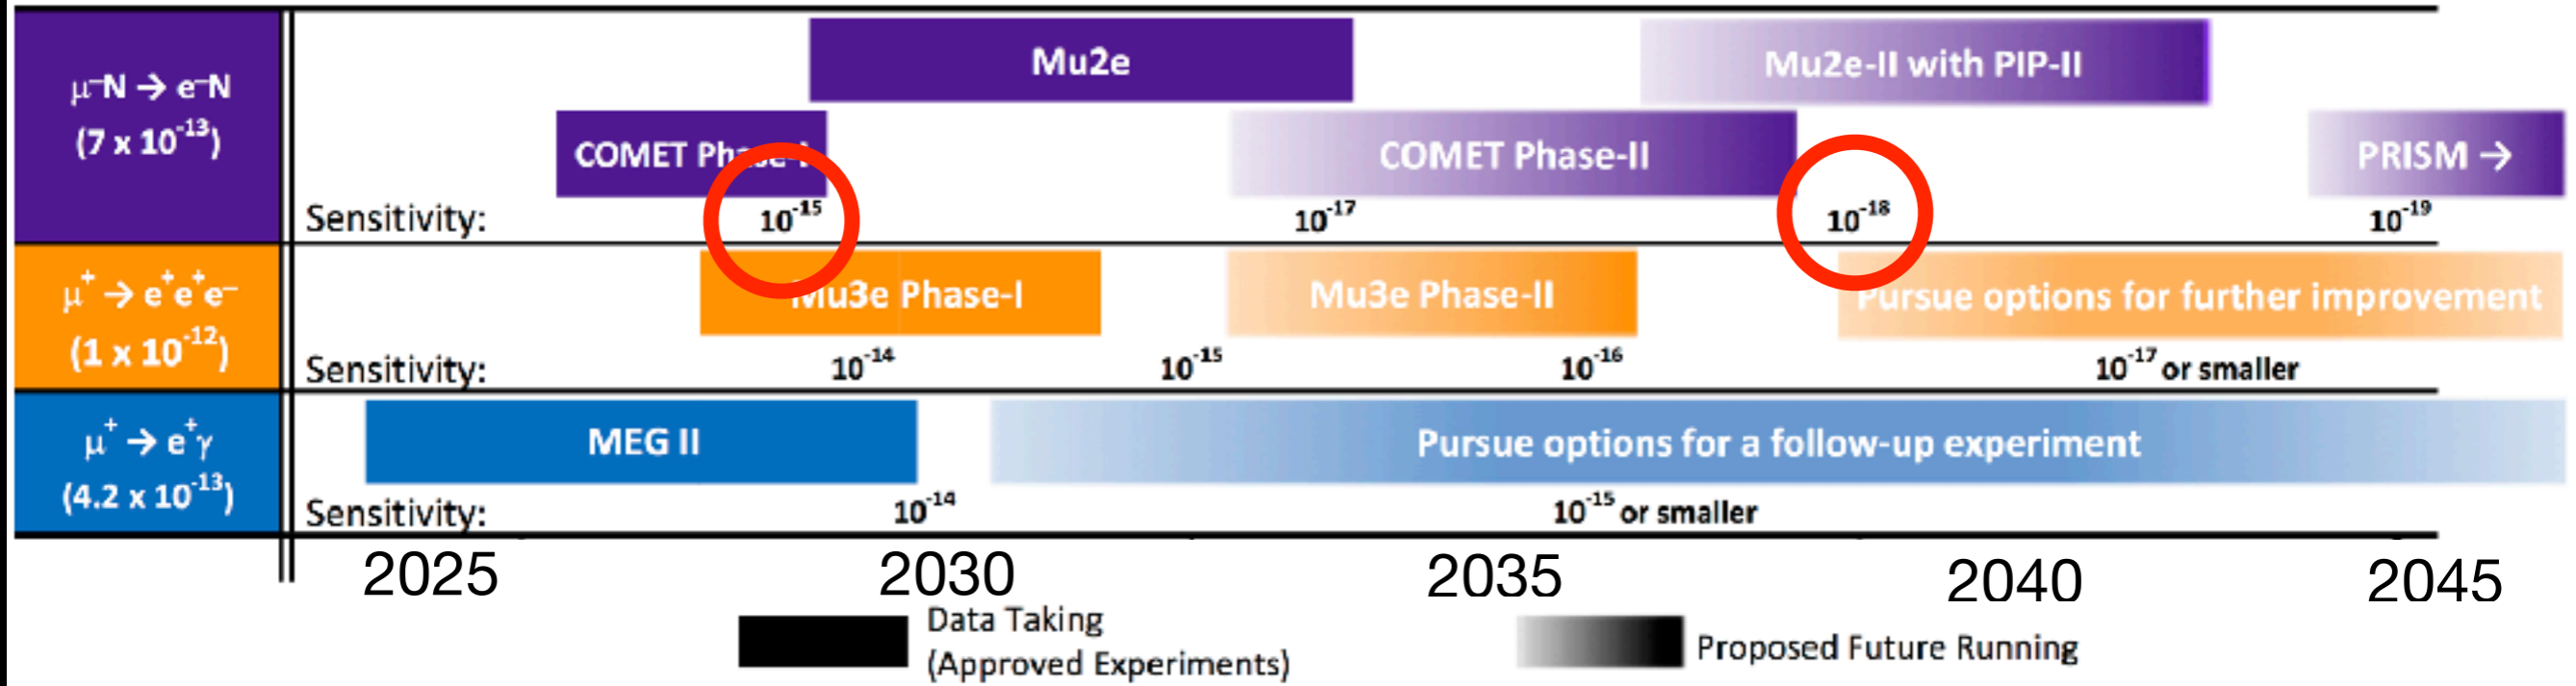 μ⁻N → e⁻N
(7 x 10⁻¹³)
Mu2e
Mu2e-II with PIP-II
COMET Phase-I
COMET Phase-II
PRISM →
Sensitivity: 10⁻¹⁵ 10⁻¹⁷ 10⁻¹⁸ 10⁻¹⁹
μ⁺ → e⁺e⁺e⁻
(1 x 10⁻¹²)
Mu3e Phase-I
Mu3e Phase-II
Pursue options for further improvement
Sensitivity: 10⁻¹⁴ 10⁻¹⁵ 10⁻¹⁶ 10⁻¹⁷ or smaller
μ⁺ → e⁺γ
(4.2 x 10⁻¹³)
MEG II
Pursue options for a follow-up experiment
Sensitivity: 10⁻¹⁴ 10⁻¹⁵ or smaller
2025 2030 2035 2040 2045
Data Taking
(Approved Experiments)
Proposed Future Running